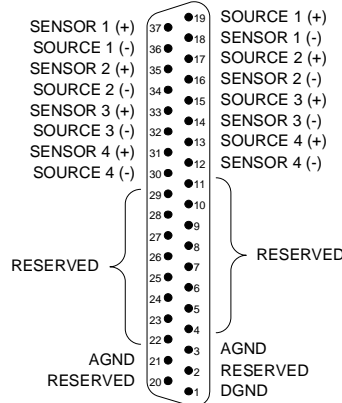 SENSOR 1 (+) 37 19 SOURCE 1 (+)
SOURCE 1 (-) 36 18 SENSOR 1 (-)
SENSOR 2 (+) 35 17 SOURCE 2 (+)
SOURCE 2 (-) 34 16 SENSOR 2 (-)
SENSOR 3 (+) 33 15 SOURCE 3 (+)
SOURCE 3 (-) 32 14 SENSOR 3 (-)
SENSOR 4 (+) 31 13 SOURCE 4 (+)
SOURCE 4 (-) 30 12 SENSOR 4 (-)
29 11
28 10
27 9
26 8
RESERVED 25 7 RESERVED
24 6
23 5
22 4
AGND 21 3 AGND
RESERVED 20 2 RESERVED
1 DGND